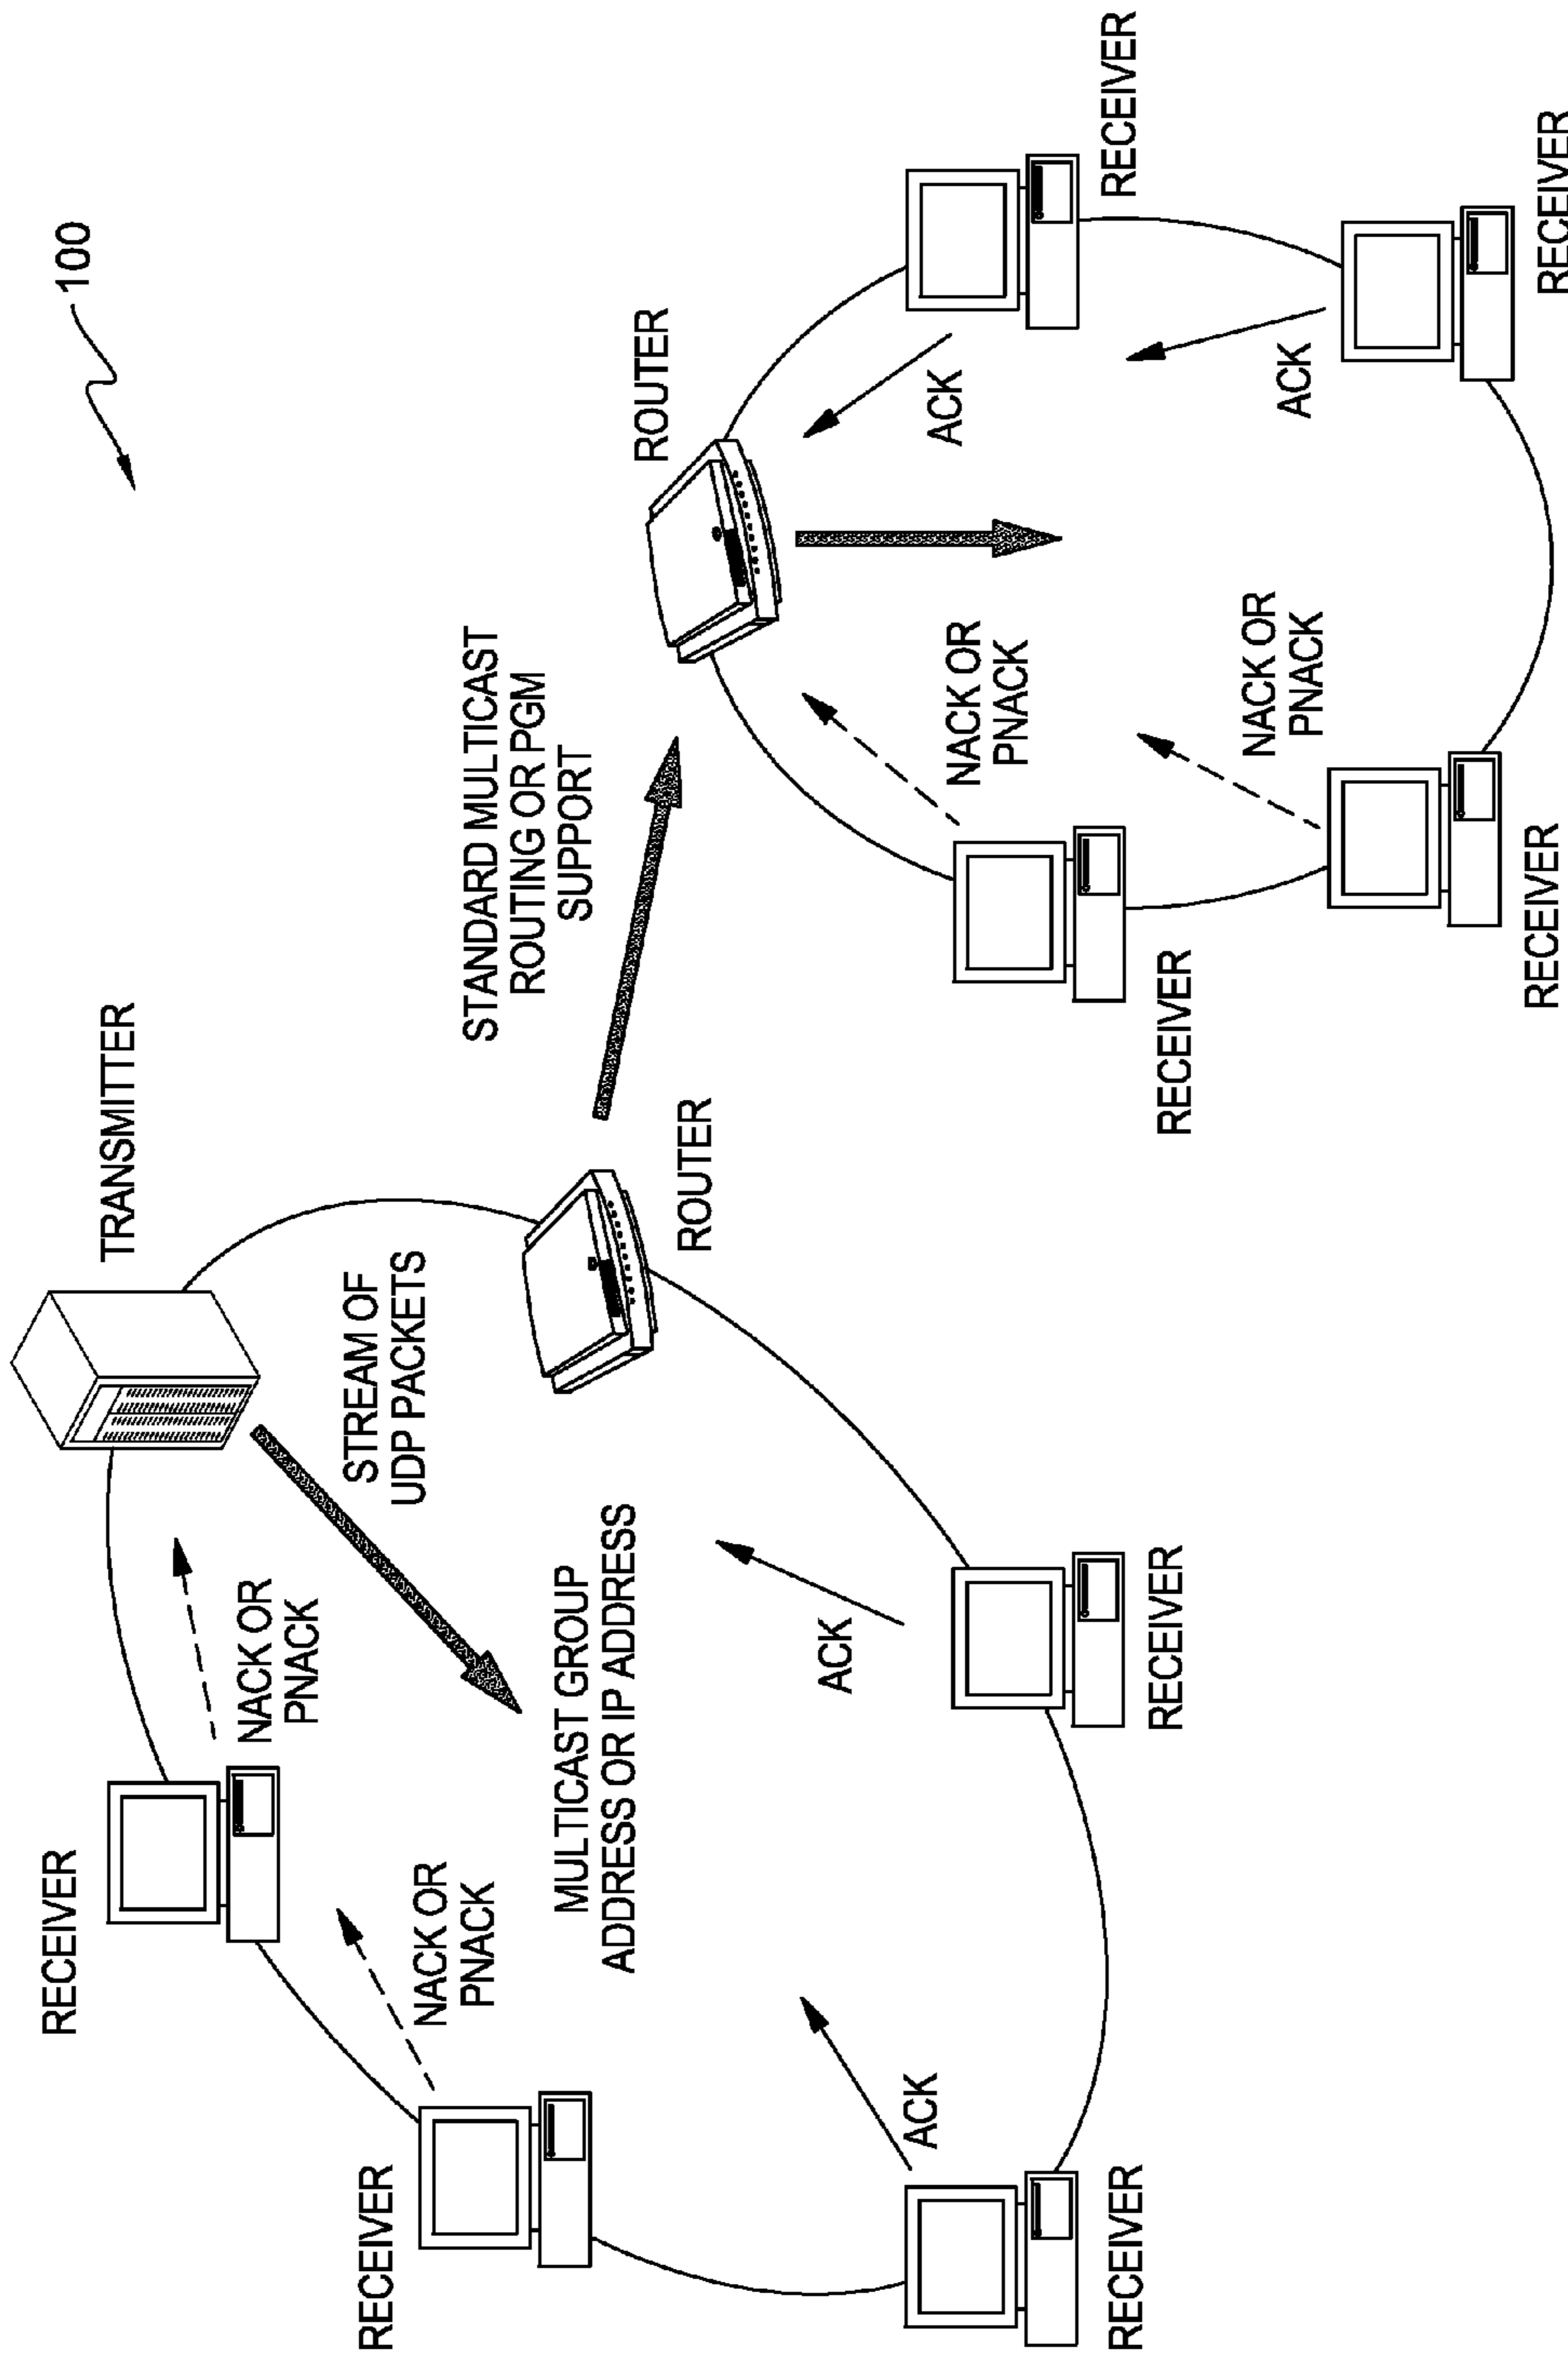 100
TRANSMITTER
RECEIVER
NACK OR
PNACK
STREAM OF
UDP PACKETS
RECEIVER
NACK OR
PNACK
MULTICAST GROUP
ADDRESS OR IP ADDRESS
ROUTER
STANDARD MULTICAST
ROUTING OR PGM
SUPPORT
ROUTER
ACK
RECEIVER
ACK
RECEIVER
NACK OR
PNACK
RECEIVER
ACK
RECEIVER
NACK OR
PNACK
RECEIVER
ACK
RECEIVER